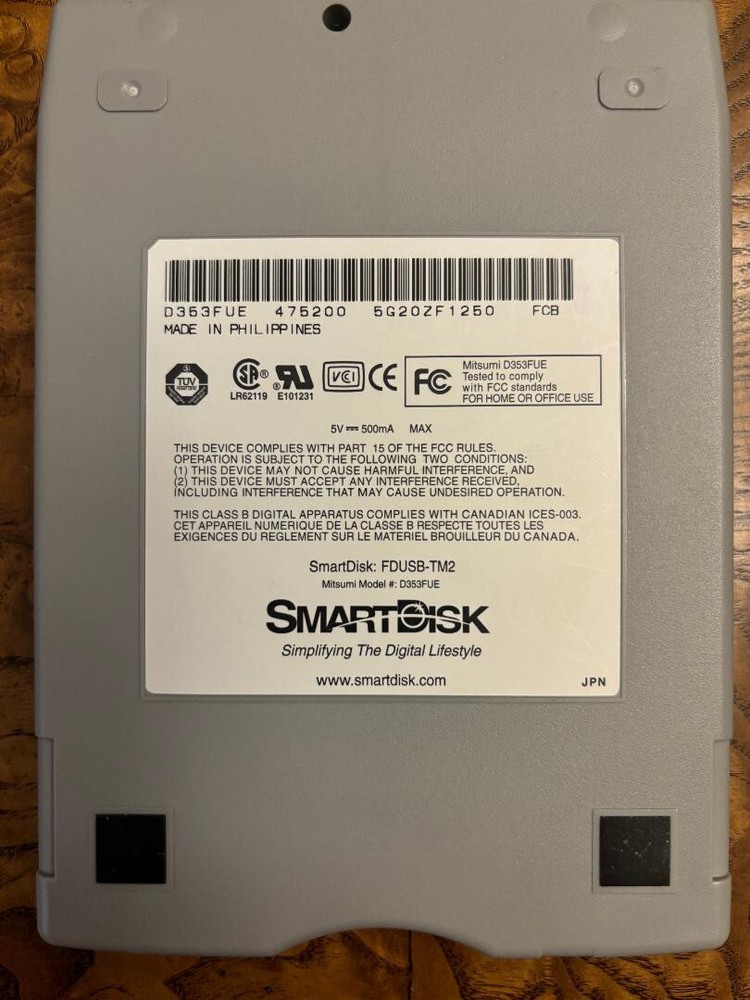 D353FUE 475200 5G20ZF1250 FCB
MADE IN PHILIPPINES
TÜV
LR62119 E101231
VCI
CE
FC
Mitsumi D353FUE
Tested to comply
with FCC standards
FOR HOME OR OFFICE USE
5V 500mA MAX
THIS DEVICE COMPLIES WITH PART 15 OF THE FCC RULES.
OPERATION IS SUBJECT TO THE FOLLOWING TWO CONDITIONS:
(1) THIS DEVICE MAY NOT CAUSE HARMFUL INTERFERENCE, AND
(2) THIS DEVICE MUST ACCEPT ANY INTERFERENCE RECEIVED,
INCLUDING INTERFERENCE THAT MAY CAUSE UNDESIRED OPERATION.
THIS CLASS B DIGITAL APPARATUS COMPLIES WITH CANADIAN ICES-003.
CET APPAREIL NUMERIQUE DE LA CLASSE B RESPECTE TOUTES LES
EXIGENCES DU REGLEMENT SUR LE MATERIEL BROUILLEUR DU CANADA.
SmartDisk: FDUSB-TM2
Mitsumi Model #: D353FUE
SMARTDISK
Simplifying The Digital Lifestyle
www.smartdisk.com
JPN